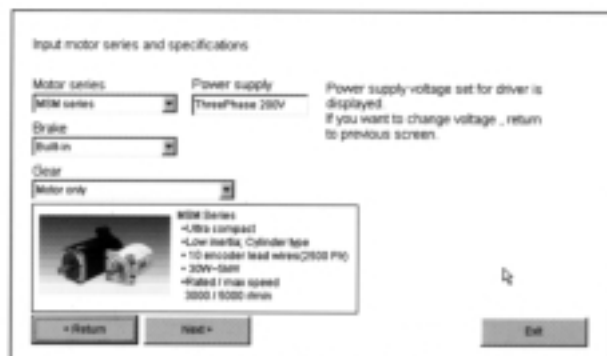 Input motor series and specifications
Motor series
Power supply
MSM series
ThreePhase 200V
Power supply voltage set for driver is
displayed.
If you want to change voltage , return
to previous screen.
Brake
Built-in
Gear
Motor only
MSM Series
•Ultra compact
•Low inertia; Cylinder type
• 10 encoder lead wires(2500 P/r)
• 30W~5kW
•Rated / max speed
3000 / 5000 r/min
< Return
Next >
Exit